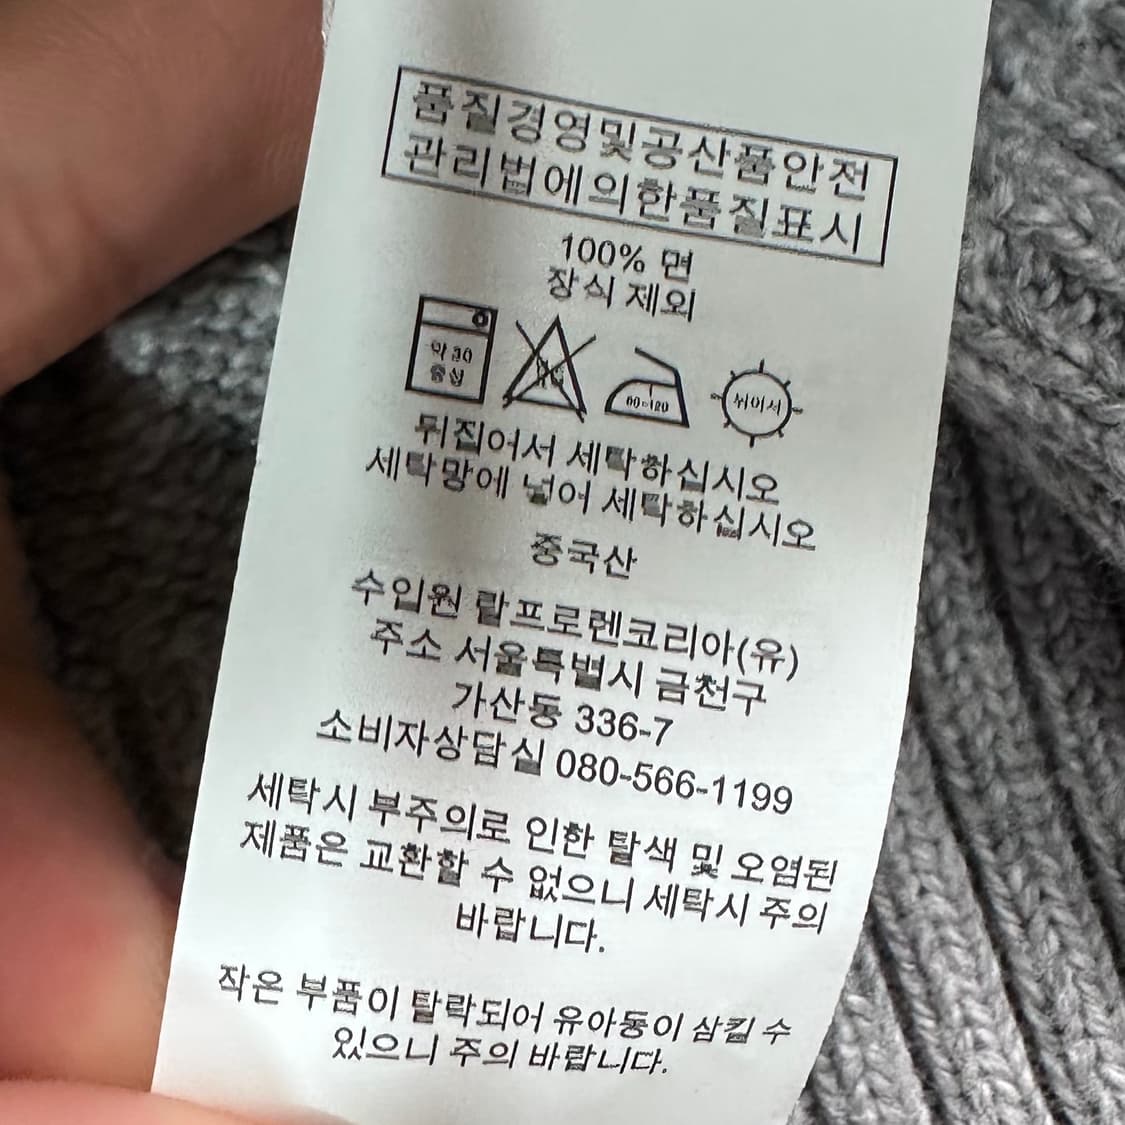 품질경영및공산품안전
관리법에의한품질표시
100% 면
장식 제외
약 30
중성
60~120
뉘어서
뒤집어서 세탁하십시오
세탁망에 넣어 세탁하십시오
중국산
수입원 랄프로렌코리아(유)
주소 서울특별시 금천구
가산동 336-7
소비자상담실 080-566-1199
세탁시 부주의로 인한 탈색 및 오염된
제품은 교환할 수 없으니 세탁시 주의
바랍니다.
작은 부품이 탈락되어 유아동이 삼킬 수
있으니 주의 바랍니다.